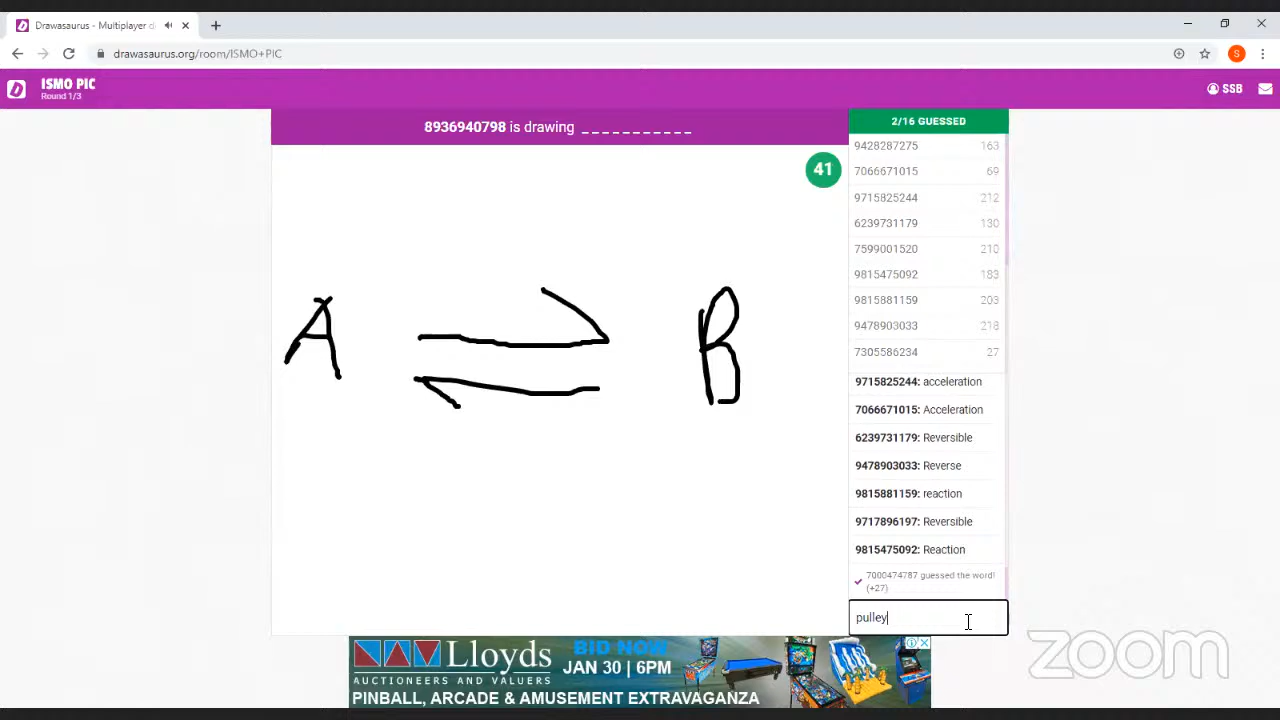 Drawasaurus - Multiplayer d
drawasaurus.org/room/ISMO+PIC
S
ISMO PIC
Round 1/3
SSB
8936940798 is drawing _ _ _ _ _ _ _ _ _ _ _
2/16 GUESSED
41
9428287275 163
7066671015 69
9715825244 212
6239731179 130
7599001520 210
9815475092 183
9815881159 203
9478903033 218
7305586234 27
A B
9715825244: acceleration
7066671015: Acceleration
6239731179: Reversible
9478903033: Reverse
9815881159: reaction
9717896197: Reversible
9815475092: Reaction
7000474787 guessed the word!
(+27)
pulley
Lloyds
AUCTIONEERS AND VALUERS
BID NOW
JAN 30 | 6PM
PINBALL, ARCADE & AMUSEMENT EXTRAVAGANZA
zoom